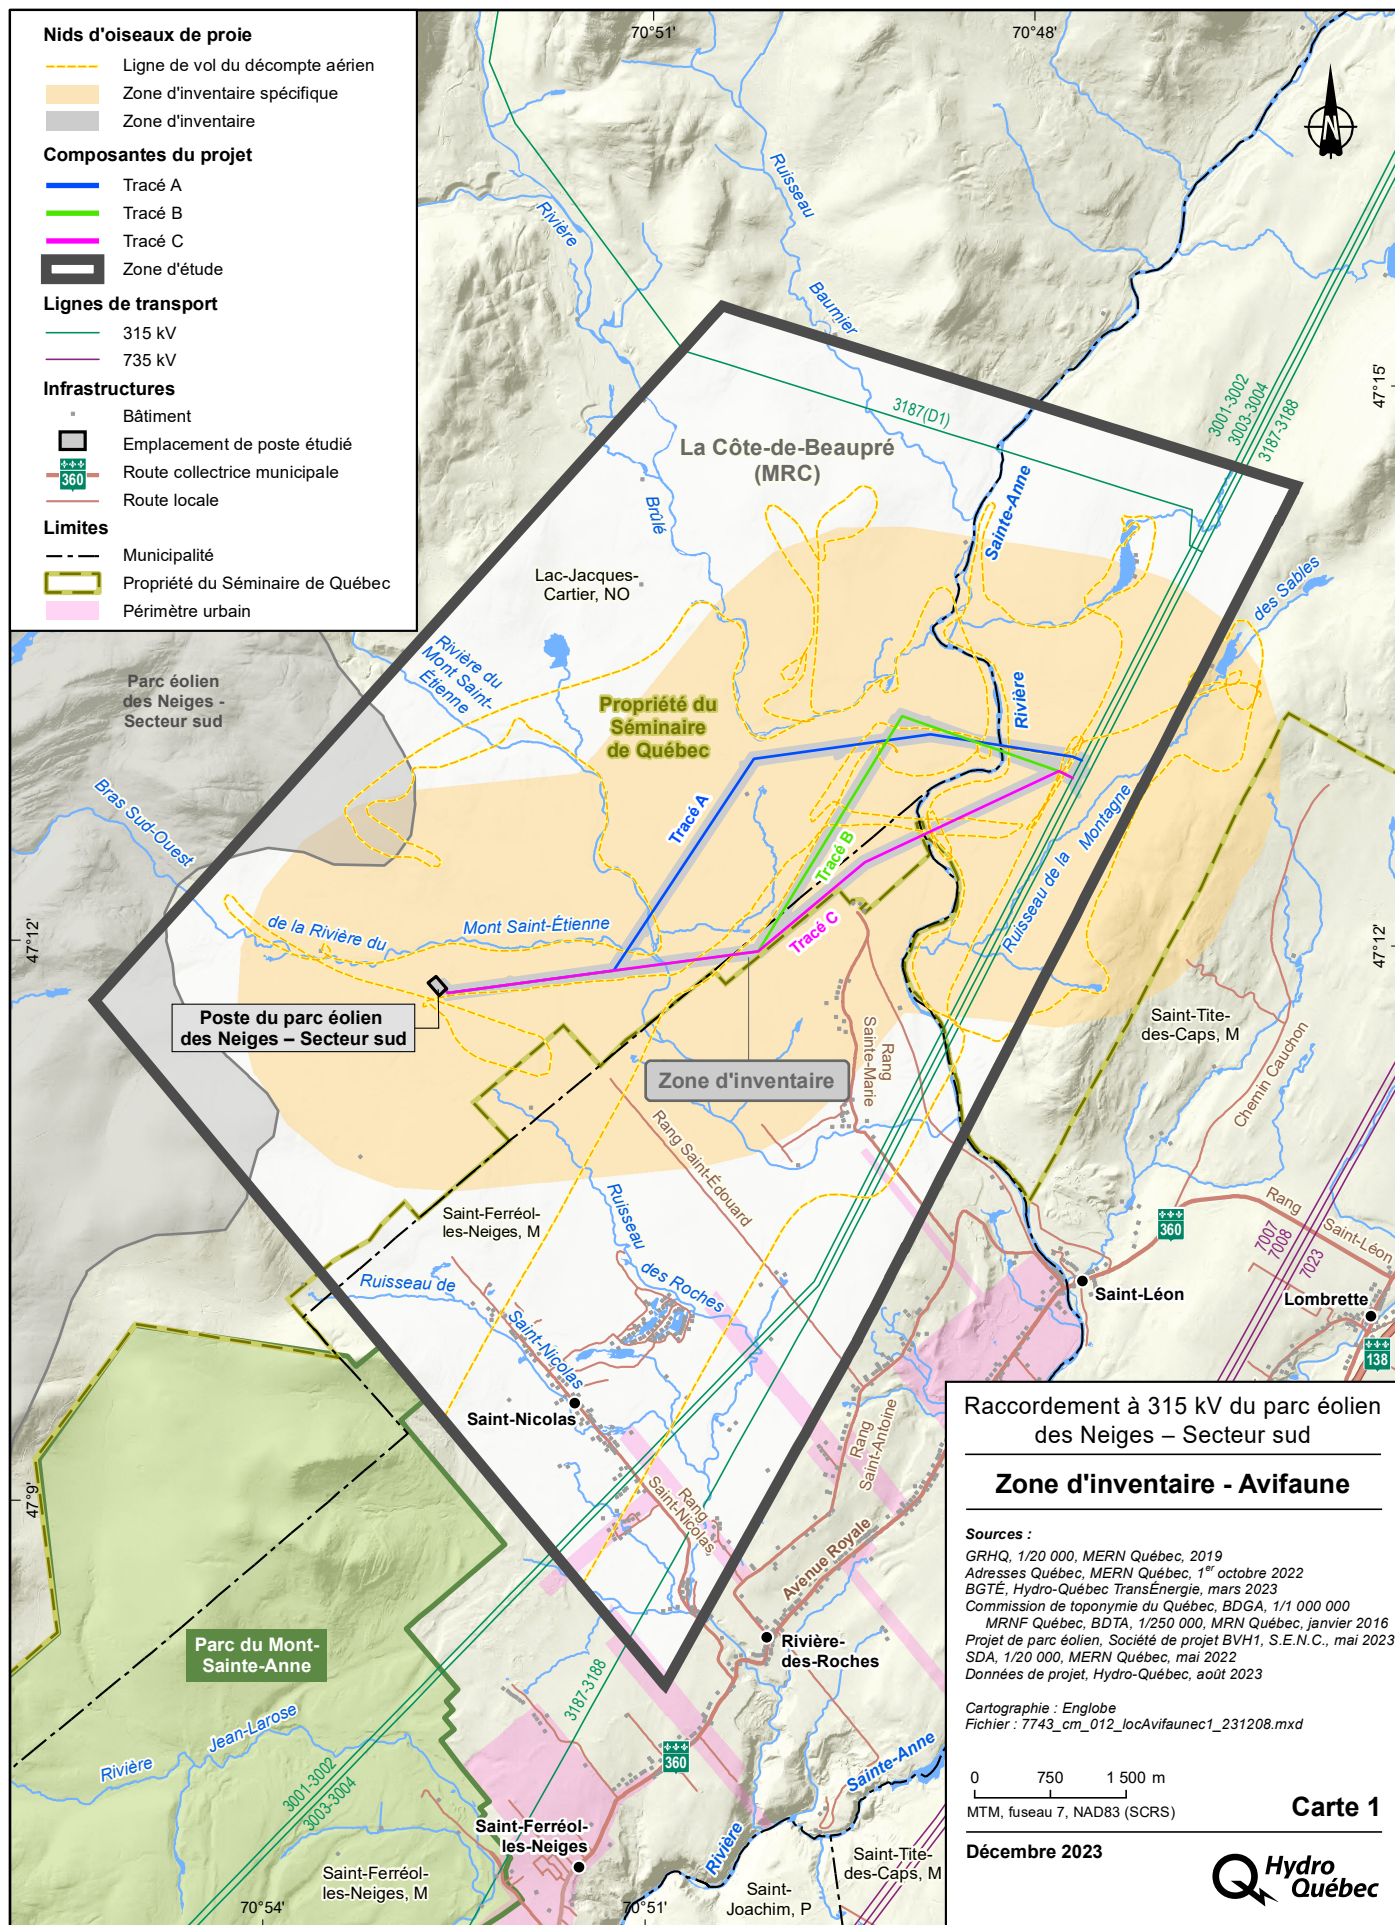 Nids d'oiseaux de proie
Ligne de vol du décompte aérien
Zone d'inventaire spécifique
Zone d'inventaire
Composantes du projet
Tracé A
Tracé B
Tracé C
Zone d'étude
Lignes de transport
315 kV
735 kV
Infrastructures
Bâtiment
Emplacement de poste étudié
360
Route collectrice municipale
Route locale
Limites
Municipalité
Propriété du Séminaire de Québec
Périmètre urbain
70°51'
70°48'
N
Rivière
Ruisseau
Baumier
47°15'
3187(D1)
3001-3002
3003-3004
3187-3188
La Côte-de-Beaupré
(MRC)
Brûlé
Sainte-Anne
Lac-Jacques-
Cartier, NO
des Sables
Rivière du
Mont Saint-
Étienne
Parc éolien
des Neiges -
Secteur sud
Propriété du
Séminaire
de Québec
Rivière
Bras Sud-Ouest
Tracé A
Tracé B
Montagne
Ruisseau de la
47°12'
de la Rivière du
Mont Saint-Étienne
Tracé C
47°12'
Poste du parc éolien
des Neiges – Secteur sud
Saint-Tite-
des-Caps, M
Rang
Sainte-Marie
Zone d'inventaire
Chemin Cauchon
Rang Saint-Édouard
Saint-Ferréol-
les-Neiges, M
Ruisseau
des Roches
Rang
Saint-Léon
360
7007
7008
7023
Ruisseau de
Saint-Nicolas
Saint-Léon
Lombrette
138
Saint-Nicolas
Rang
Saint-Antoine
Rang
Saint-Nicolas
47°9'
Avenue Royale
Parc du Mont-
Sainte-Anne
Rivière-
des-Roches
3187-3188
Rivière
Jean-Larose
3001-3002
3003-3004
360
Sainte-Anne
Rivière
Saint-Ferréol-
les-Neiges
Saint-Ferréol-
les-Neiges, M
Saint-Tite-
des-Caps, M
Saint-
Joachim, P
70°54'
70°51'
Raccordement à 315 kV du parc éolien
des Neiges – Secteur sud
Zone d'inventaire - Avifaune
Sources :
GRHQ, 1/20 000, MERN Québec, 2019
Adresses Québec, MERN Québec, 1er octobre 2022
BGTÉ, Hydro-Québec TransÉnergie, mars 2023
Commission de toponymie du Québec, BDGA, 1/1 000 000
MRNF Québec, BDTA, 1/250 000, MRN Québec, janvier 2016
Projet de parc éolien, Société de projet BVH1, S.E.N.C., mai 2023
SDA, 1/20 000, MERN Québec, mai 2022
Données de projet, Hydro-Québec, août 2023
Cartographie : Englobe
Fichier : 7743_cm_012_locAvifaunec1_231208.mxd
0 750 1 500 m
MTM, fuseau 7, NAD83 (SCRS)
Carte 1
Décembre 2023
Hydro
Québec